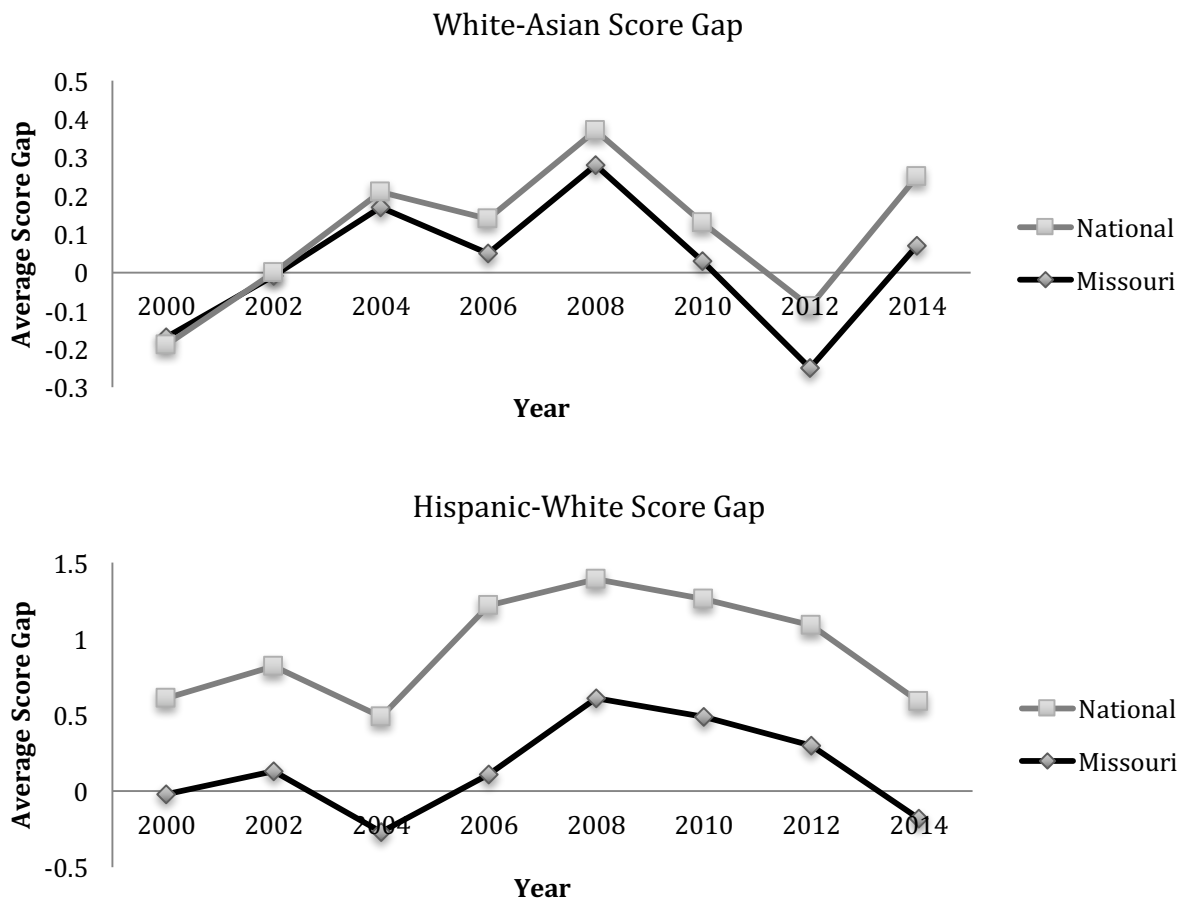 White-Asian Score Gap
0.5
0.4
0.3
0.2
0.1
0
-0.1
-0.2
-0.3
Average Score Gap
2000 2002 2004 2006 2008 2010 2012 2014
Year
National
Missouri
Hispanic-White Score Gap
1.5
1
0.5
0
-0.5
Average Score Gap
2000 2002 2004 2006 2008 2010 2012 2014
Year
National
Missouri